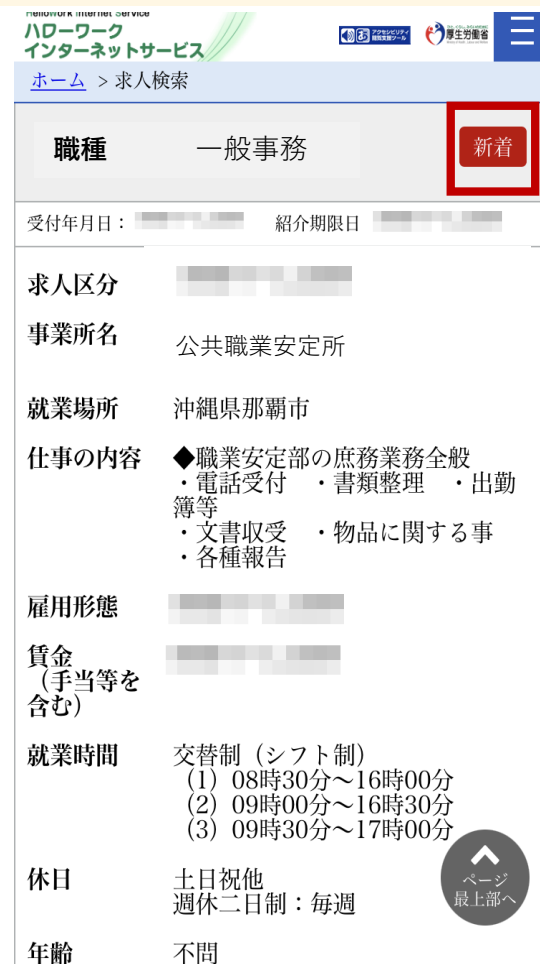 HelloWork Internet Service
ハローワーク
インターネットサービス
厚生労働省
ホーム > 求人検索
職種 一般事務 新着
受付年月日： 紹介期限日
求人区分
事業所名 公共職業安定所
就業場所 沖縄県那覇市
仕事の内容 ◆職業安定部の庶務業務全般
・電話受付 ・書類整理 ・出勤
簿等
・文書収受 ・物品に関する事
・各種報告
雇用形態
賃金
（手当等を
含む）
就業時間 交替制（シフト制）
（1）08時30分～16時00分
（2）09時00分～16時30分
（3）09時30分～17時00分
休日 土日祝他
週休二日制：毎週
ページ
最上部へ
年齢 不問